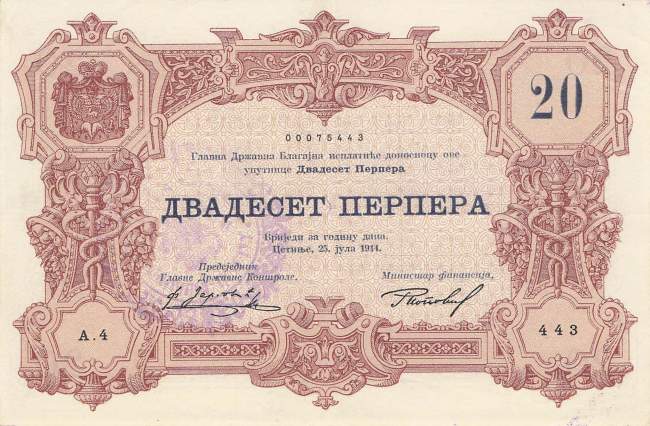 20
00075443
Главна Државна Благајна исплатиће доносиоцу ове
упутнице Двадесет Перпера
ДВАДЕСЕТ ПЕРПЕРА
Вриједи за годину дана.
Цетиње, 25. јула 1914.
Предсједник
Главне Државне Контроле.
Министар финансија,
А.4
443